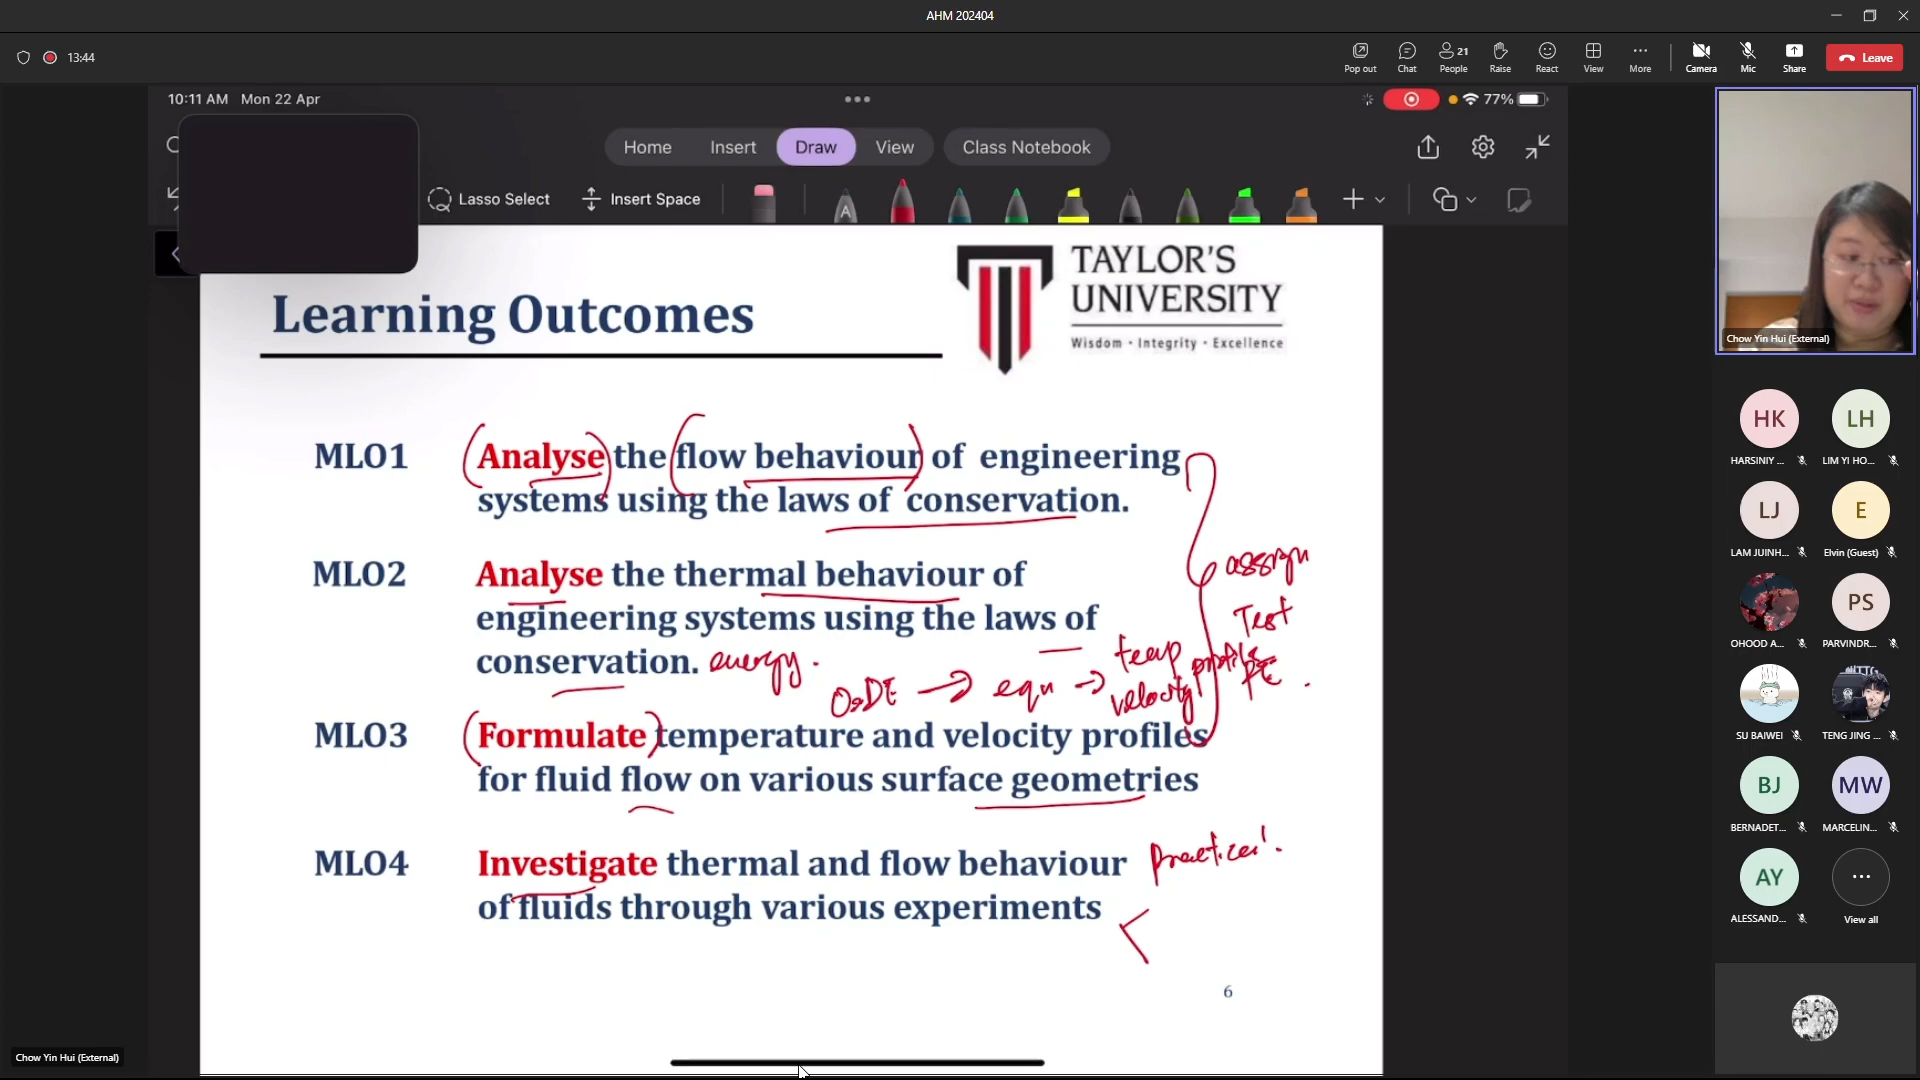 AHM 202404
13:44
Pop out
Chat
21
People
Raise
React
View
More
Camera
Mic
Share
Leave
10:11 AM Mon 22 Apr
77%
Home
Insert
Draw
View
Class Notebook
Lasso Select
Insert Space
A
TAYLOR'S
UNIVERSITY
Wisdom · Integrity · Excellence
Learning Outcomes
MLO1 Analyse the flow behaviour of engineering
systems using the laws of conservation.
MLO2 Analyse the thermal behaviour of
engineering systems using the laws of
conservation. energy.
assign
Test
temp profile
velocity
equ
MLO3 Formulate temperature and velocity profiles
for fluid flow on various surface geometries
MLO4 Investigate thermal and flow behaviour
of fluids through various experiments
practical.
6
Chow Yin Hui (External)
Chow Yin Hui (External)
HK
HARSINIY ...
LH
LIM YI HO...
LJ
LAM JUINH...
E
Elvin (Guest)
OHOOD A...
PS
PARVINDR...
SU BAIWEI
TENG JING ...
BJ
BERNADET...
MW
MARCELIN...
AY
ALESSAND...
View all